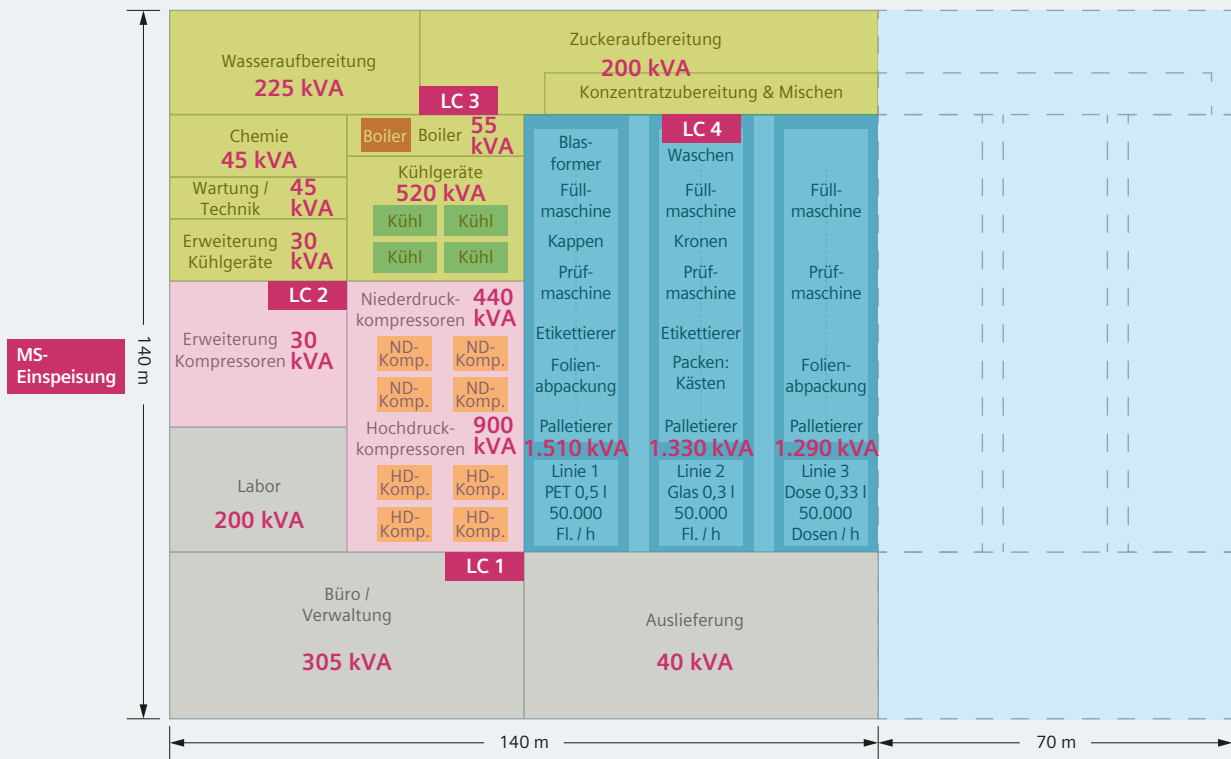 Wasseraufbereitung
225 kVA
Zuckeraufbereitung
200 kVA
Konzentratzubereitung & Mischen
LC 3
Chemie
45 kVA
Boiler
Boiler
55
kVA
Wartung /
Technik
45
kVA
Kühlgeräte
520 kVA
Kühl
Kühl
Kühl
Kühl
Erweiterung
Kühlgeräte
30
kVA
LC 2
MS-
Einspeisung
140 m
Erweiterung
Kompressoren
30
kVA
Niederdruck-
kompressoren
440
kVA
ND-
Komp.
ND-
Komp.
ND-
Komp.
ND-
Komp.
Hochdruck-
kompressoren
900
kVA
HD-
Komp.
HD-
Komp.
HD-
Komp.
HD-
Komp.
Labor
200 kVA
LC 4
Blas-
former
Füll-
maschine
Kappen
Prüf-
maschine
Etikettierer
Folien-
abpackung
Palletierer
1.510 kVA
Linie 1
PET 0,5 l
50.000
Fl. / h
Waschen
Füll-
maschine
Kronen
Prüf-
maschine
Etikettierer
Packen:
Kästen
Palletierer
1.330 kVA
Linie 2
Glas 0,3 l
50.000
Fl. / h
Füll-
maschine
Prüf-
maschine
Folien-
abpackung
Palletierer
1.290 kVA
Linie 3
Dose 0,33 l
50.000
Dosen / h
LC 1
Büro /
Verwaltung
305 kVA
Auslieferung
40 kVA
140 m
70 m